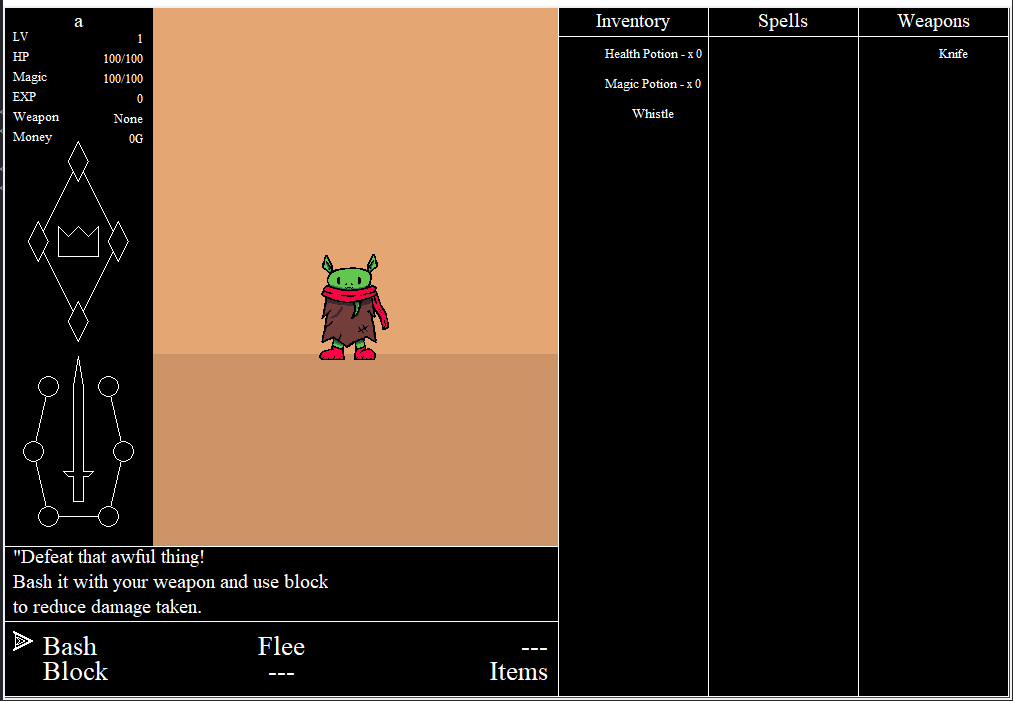 a
LV 1
HP 100/100
Magic 100/100
EXP 0
Weapon None
Money 0G
Inventory
Health Potion - x 0
Magic Potion - x 0
Whistle
Spells
Weapons
Knife
"Defeat that awful thing!
Bash it with your weapon and use block
to reduce damage taken.
Bash Flee ---
Block --- Items